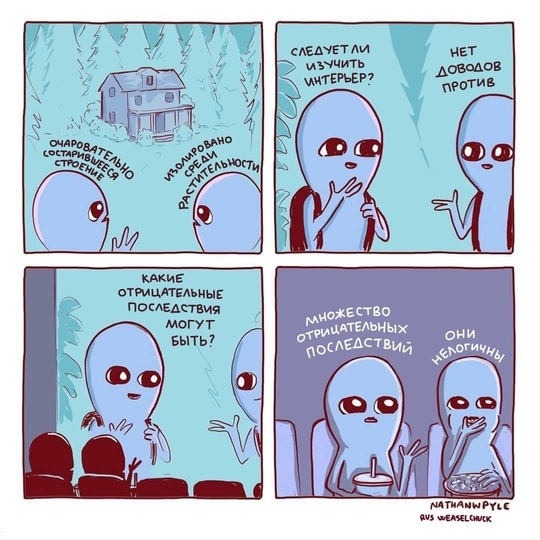 ОЧАРОВАТЕЛЬНО
СОСТАРИВШЕЕСЯ
СТРОЕНИЕ
ИЗОЛИРОВАНО
СРЕДИ
РАСТИТЕЛЬНОСТИ
СЛЕДУЕТ ЛИ
ИЗУЧИТЬ
ИНТЕРЬЕР?
НЕТ
ДОВОДОВ
ПРОТИВ
КАКИЕ
ОТРИЦАТЕЛЬНЫЕ
ПОСЛЕДСТВИЯ
МОГУТ
БЫТЬ?
МНОЖЕСТВО
ОТРИЦАТЕЛЬНЫХ
ПОСЛЕДСТВИЙ
ОНИ
НЕЛОГИЧНЫ
NATHANWPYLE
RUS WEASELCHUCK